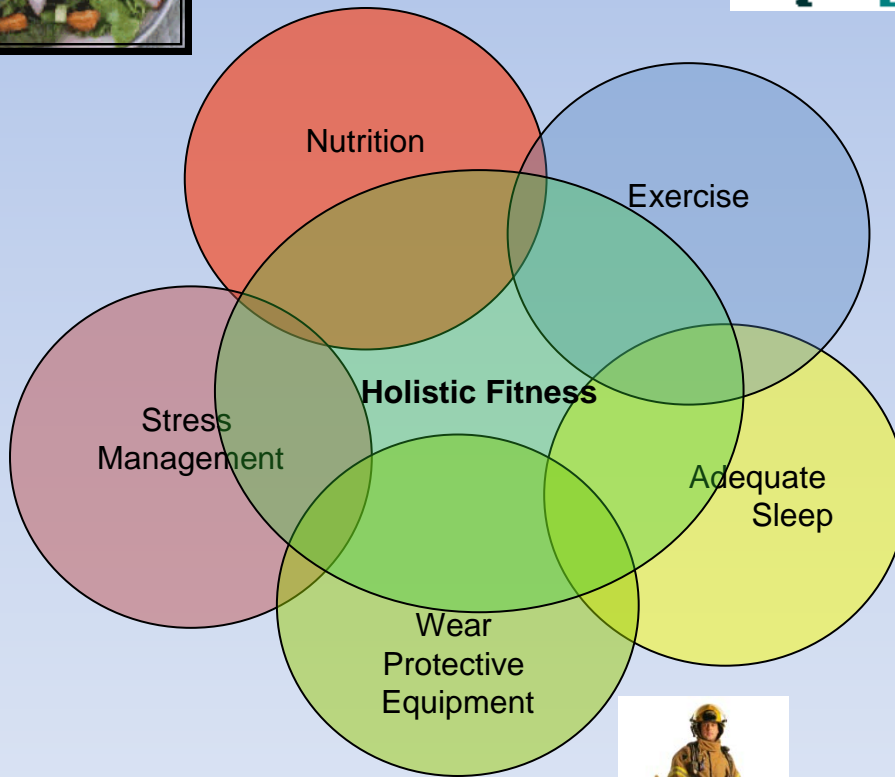 Nutrition
Exercise
Holistic Fitness
Stress
Management
Adequate
Sleep
Wear
Protective
Equipment